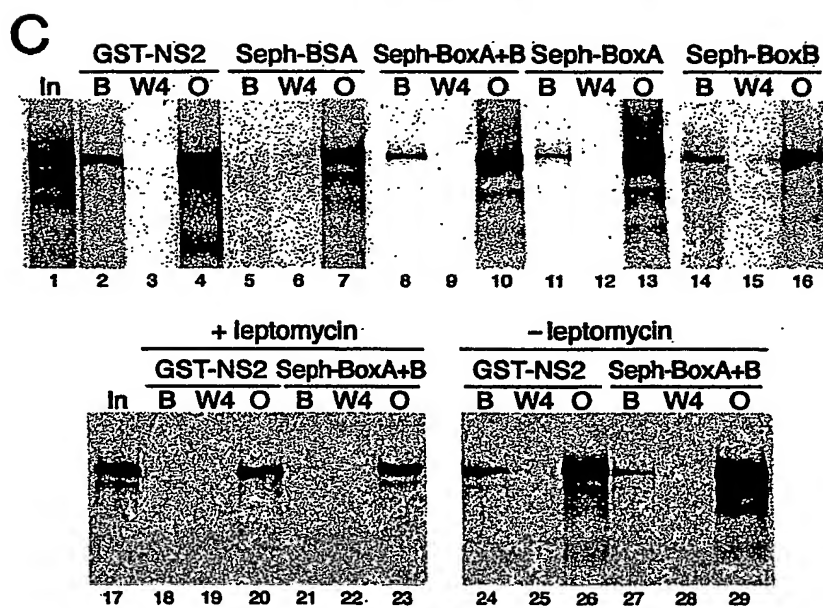 C
GST-NS2 Seph-BSA Seph-BoxA+B Seph-BoxA Seph-BoxB
In B W4 O B W4 O B W4 O B W4 O B W4 O
1 2 3 4 5 6 7 8 9 10 11 12 13 14 15 16
+ leptomycin - leptomycin
GST-NS2 Seph-BoxA+B GST-NS2 Seph-BoxA+B
In B W4 O B W4 O B W4 O B W4 O
17 18 19 20 21 22 23 24 25 26 27 28 29